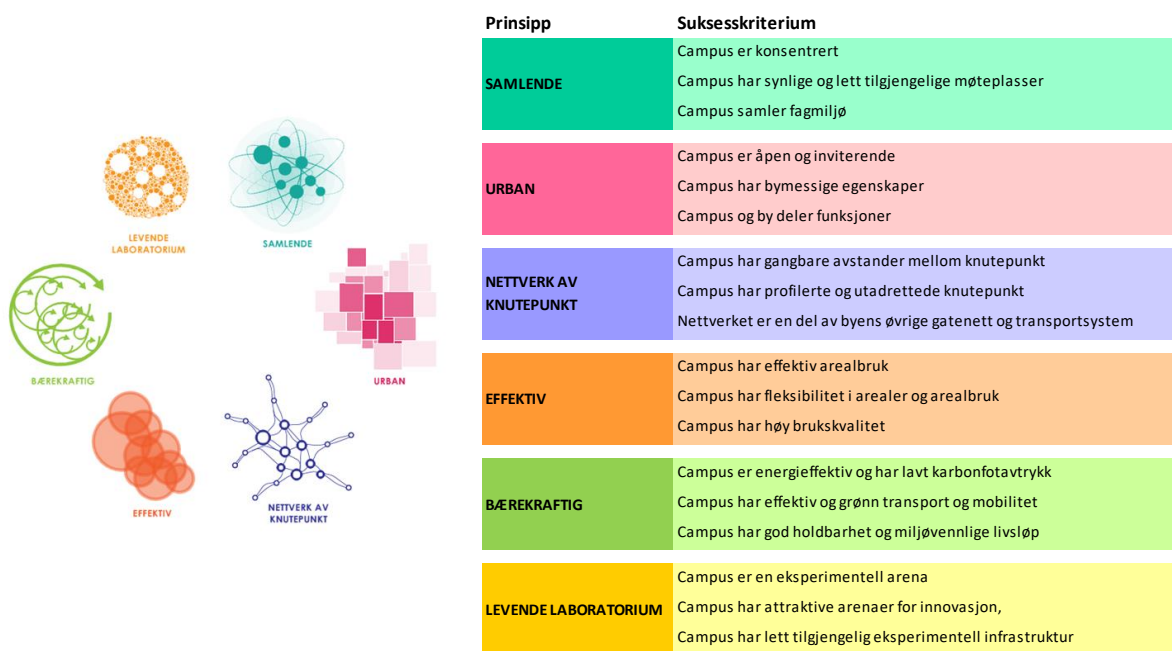 LEVENDE
LABORATORIUM
SAMLENDE
BÆREKRAFTIG
URBAN
EFFEKTIV
NETTVERK AV
KNUTEPUNKT
Prinsipp Suksesskriterium
SAMLENDE
Campus er konsentrert
Campus har synlige og lett tilgjengelige møteplasser
Campus samler fagmiljø
URBAN
Campus er åpen og inviterende
Campus har bymessige egenskaper
Campus og by deler funksjoner
NETTVERK AV
KNUTEPUNKT
Campus har gangbare avstander mellom knutepunkt
Campus har profilerte og utadrettede knutepunkt
Nettverket er en del av byens øvrige gatenett og transportsystem
EFFEKTIV
Campus har effektiv arealbruk
Campus har fleksibilitet i arealer og arealbruk
Campus har høy brukskvalitet
BÆREKRAFTIG
Campus er energieffektiv og har lavt karbonfotavtrykk
Campus har effektiv og grønn transport og mobilitet
Campus har god holdbarhet og miljøvennlige livsløp
LEVENDE LABORATORIUM
Campus er en eksperimentell arena
Campus har attraktive arenaer for innovasjon,
Campus har lett tilgjengelig eksperimentell infrastruktur